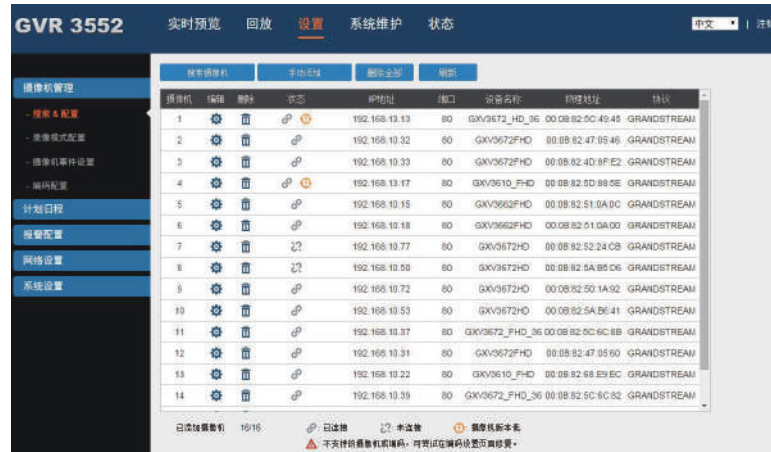 GVR 3552 实时预览 回放 设置 系统维护 状态 中文 | 注销
搜索摄像机 手动添加 删除全部 刷新
摄像机管理
- 搜索 & 配置
- 录像模式配置
- 摄像机事件设置
- 编码配置
计划日程
报警配置
网络设置
系统设置
摄像机 编辑 删除 状态 IP地址 端口 设备名称 物理地址 协议
1 192.168.13.13 80 GXV3672_HD_36 00:0B:82:5C:49:45 GRANDSTREAM
2 192.168.10.32 80 GXV3672FHD 00:0B:82:47:05:46 GRANDSTREAM
3 192.168.10.33 80 GXV3672FHD 00:0B:82:4D:8F:E2 GRANDSTREAM
4 192.168.13.17 80 GXV3610_FHD 00:0B:82:5D:88:5E GRANDSTREAM
5 192.168.10.15 80 GXV3662FHD 00:0B:82:51:0A:0C GRANDSTREAM
6 192.168.10.18 80 GXV3662FHD 00:0B:82:51:0A:00 GRANDSTREAM
7 192.168.10.77 80 GXV3672HD 00:0B:82:52:24:CB GRANDSTREAM
8 192.168.10.50 80 GXV3672HD 00:0B:82:5A:B5:D6 GRANDSTREAM
9 192.168.10.72 80 GXV3672HD 00:0B:82:50:1A:92 GRANDSTREAM
10 192.168.10.53 80 GXV3672HD 00:0B:82:5A:B6:41 GRANDSTREAM
11 192.168.10.37 80 GXV3672_FHD_36 00:0B:82:5C:6C:8B GRANDSTREAM
12 192.168.10.31 80 GXV3672FHD 00:0B:82:47:05:60 GRANDSTREAM
13 192.168.10.22 80 GXV3610_FHD 00:0B:82:68:E9:EC GRANDSTREAM
14 192.168.10.39 80 GXV3672_FHD_36 00:0B:82:5C:6C:82 GRANDSTREAM
已添加摄像机 16/16 : 已连接 : 未连接 : 摄像机版本低
不支持的摄像机或编码，可尝试在编码设置页面修复。